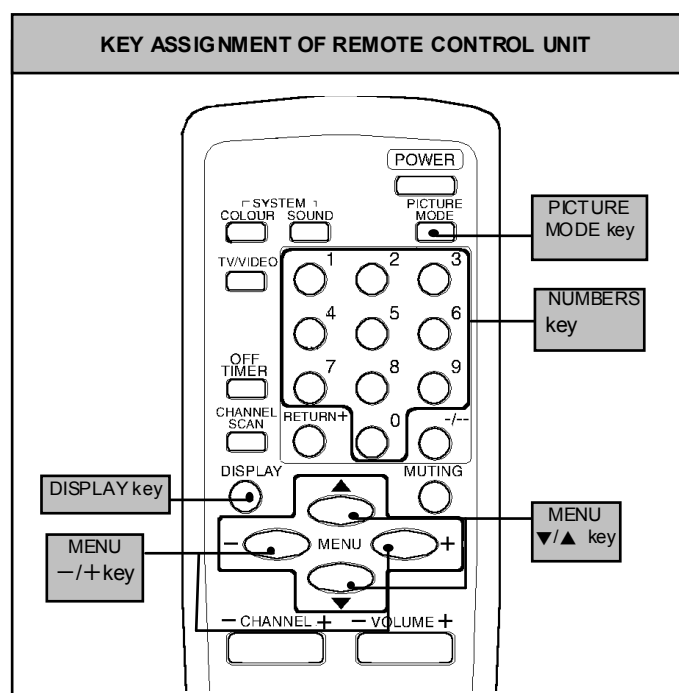 KEY ASSIGNMENT OF REMOTE CONTROL UNIT
POWER
SYSTEM
COLOUR SOUND
PICTURE
MODE
PICTURE
MODE key
TV/VIDEO
1 2 3
NUMBERS
key
4 5 6
OFF
TIMER
7 8 9
CHANNEL
SCAN
RETURN+ 0 -/--
DISPLAY MUTING
DISPLAY key
▲
MENU
▼/▲ key
MENU
－/＋key
－ MENU ＋
▼
－ CHANNEL ＋ － VOLUME ＋